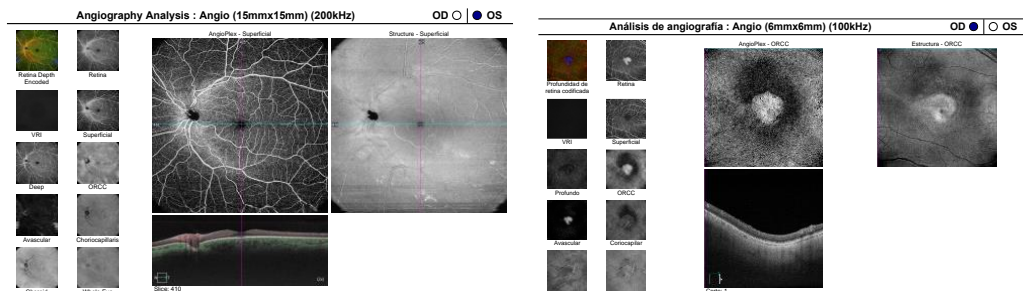 Angiography Analysis : Angio (15mmx15mm) (200kHz)
OD OS
AngioPlex - Superficial
Structure - Superficial
Retina Depth
Encoded
Retina
VRI
Superficial
Deep
ORCC
Avascular
Choriocapillaris
Slice: 410
Análisis de angiografía : Angio (6mmx6mm) (100kHz)
OD OS
AngioPlex - ORCC
Estructura - ORCC
Profundidad de
retina codificada
Retina
VRI
Superficial
Profundo
ORCC
Avascular
Coriocapilar